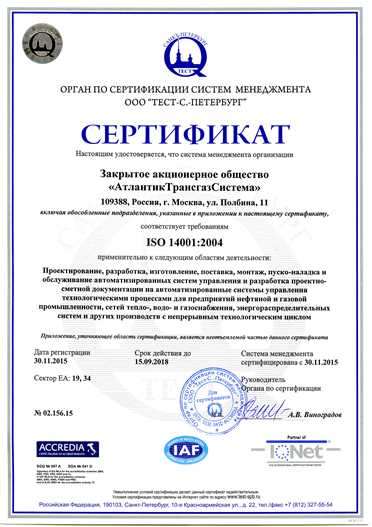 САНКТ-ПЕТЕРБУРГ
ТЕСТ
ОРГАН ПО СЕРТИФИКАЦИИ СИСТЕМ МЕНЕДЖМЕНТА
ООО "ТЕСТ-С.-ПЕТЕРБУРГ"
СЕРТИФИКАТ
Настоящим удостоверяется, что система менеджмента организации
Закрытое акционерное общество
«АтлантикТрансгазСистема»
109388, Россия, г. Москва, ул. Полбина, 11
включая обособленные подразделения, указанные в приложении к настоящему сертификату,
соответствует требованиям
ISO 14001:2004
применительно к следующим областям деятельности:
Проектирование, разработка, изготовление, поставка, монтаж, пуско-наладка и
обслуживание автоматизированных систем управления и разработка проектно-
сметной документации на автоматизированные системы управления
технологическими процессами для предприятий нефтяной и газовой
промышленности, сетей тепло-, водо- и газоснабжения, энергораспределительных
систем и других производств с непрерывным технологическим циклом
Приложение, уточняющее область сертификации, является неотъемлемой частью данного сертификата
Дата регистрации
30.11.2015
Срок действия до
15.09.2018
Система менеджмента
сертифицирована с 30.11.2015
Сектор ЕА: 19, 34
Руководитель
Органа по сертификации
№ 02.156.15
Для сертификатов
А.В. Виноградов
ACCREDIA
IAF
Partner of
IQNet
Российская Федерация, 190103, Санкт-Петербург, 10-я Красноармейская ул., д. 22, тел./факс +7 (812) 327-55-54